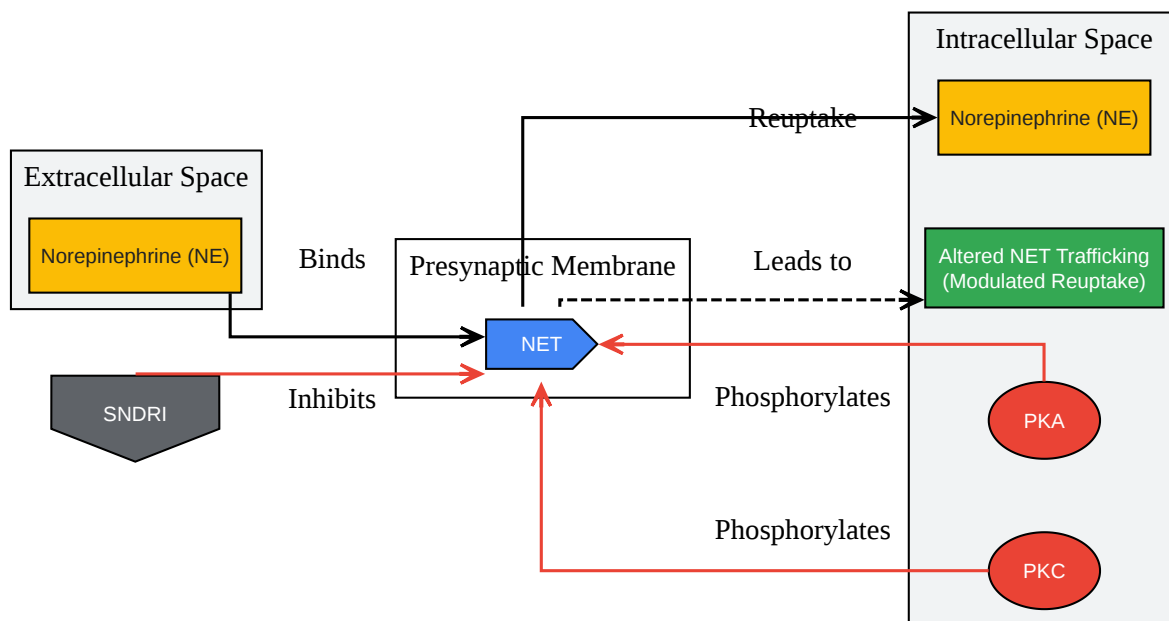 Intracellular Space
Reuptake
Norepinephrine (NE)
Extracellular Space
Norepinephrine (NE)
Binds
Presynaptic Membrane
Leads to
Altered NET Trafficking
(Modulated Reuptake)
NET
Inhibits
Phosphorylates
SNDRI
PKA
Phosphorylates
PKC